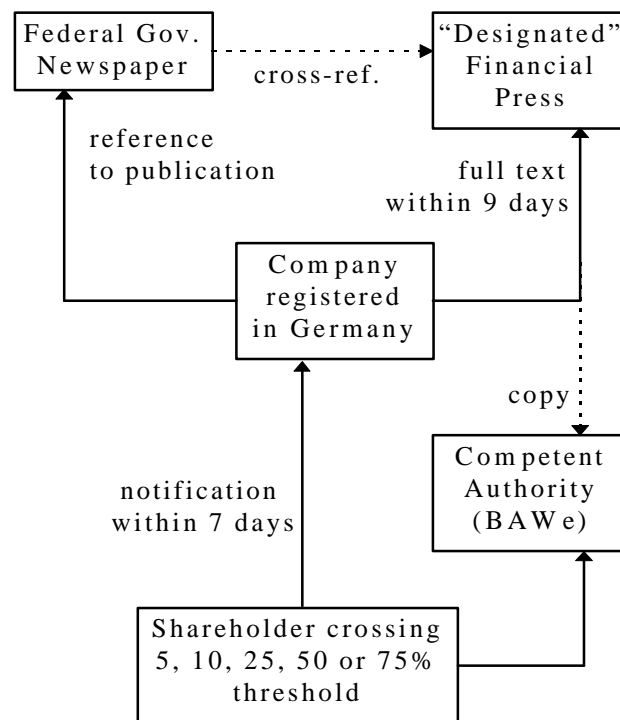 Federal Gov.
Newspaper
cross-ref.
“Designated”
Financial
Press
reference
to publication
full text
within 9 days
Company
registered
in Germany
copy
notification
within 7 days
Competent
Authority
(BAWe)
Shareholder crossing
5, 10, 25, 50 or 75%
threshold